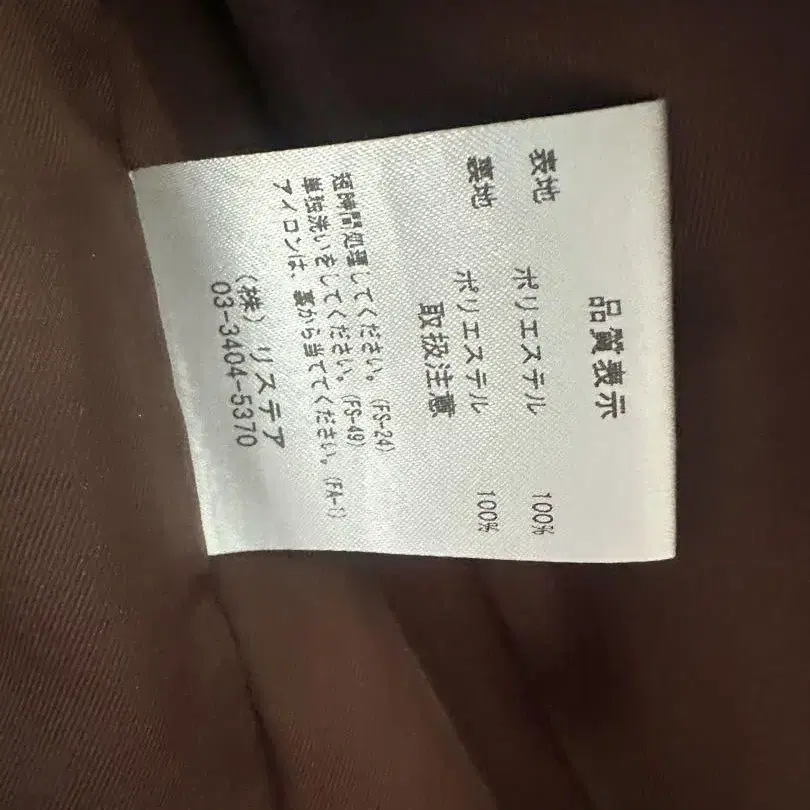 品質表示
表地 ポリエステル 100%
裏地 ポリエステル 100%
取扱注意
短時間処理してください。(FS-24)
単独洗いをしてください。(FS-49)
アイロンは、裏から当ててください。(FA-1)
(株)リステア
03-3404-5370